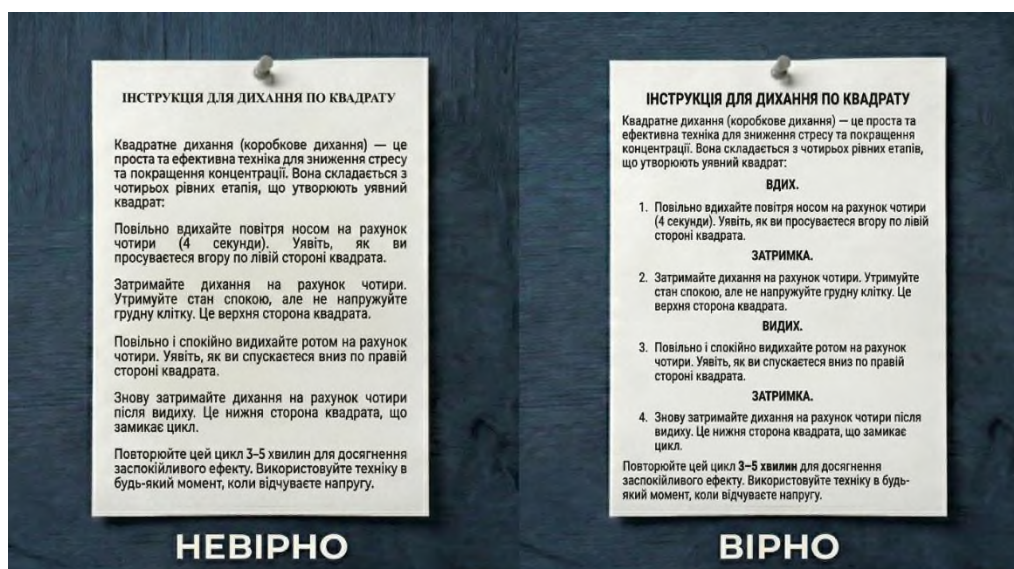 ІНСТРУКЦІЯ ДЛЯ ДИХАННЯ ПО КВАДРАТУ
Квадратне дихання (коробкове дихання) — це
проста та ефективна техніка для зниження стресу
та покращення концентрації. Вона складається з
чотирьох рівних етапів, що утворюють уявний
квадрат:
Повільно вдихайте повітря носом на рахунок
чотири (4 секунди). Уявіть, як ви
просуваетеся вгору по лівій стороні квадрата.
Затримайте дихання на рахунок чотири.
Утримуйте стан спокою, але не напружуйте
грудну клітку. Це верхня сторона квадрата.
Повільно і спокійно видихайте ротом на рахунок
чотири. Уявіть, як ви спускаєтеся вниз по правій
стороні квадрата.
Знову затримайте дихання на рахунок чотири
після видиху. Це нижня сторона квадрата, що
замикає цикл.
Повторюйте цей цикл 3–5 хвилин для досягнення
заспокійливого ефекту. Використовуйте техніку в
будь-який момент, коли відчуваєте напругу.
НЕВІРНО
ІНСТРУКЦІЯ ДЛЯ ДИХАННЯ ПО КВАДРАТУ
Квадратне дихання (коробкове дихання) — це проста та
ефективна техніка для зниження стресу та покращення
концентрації. Вона складається з чотирьох рівних етапів,
що утворюють уявний квадрат:
ВДИХ.
1. Повільно вдихайте повітря носом на рахунок чотири
(4 секунди). Уявіть, як ви просуваєтеся вгору по лівій
стороні квадрата.
ЗАТРИМКА.
2. Затримайте дихання на рахунок чотири. Утримуйте
стан спокою, але не напружуйте грудну клітку. Це
верхня сторона квадрата.
ВИДИХ.
3. Повільно і спокійно видихайте ротом на рахунок
чотири. Уявіть, як ви спускаєтеся вниз по правій
стороні квадрата.
ЗАТРИМКА.
4. Знову затримайте дихання на рахунок чотири після
видиху. Це нижня сторона квадрата, що замикає
цикл.
Повторюйте цей цикл 3–5 хвилин для досягнення
заспокійливого ефекту. Використовуйте техніку в будь-
який момент, коли відчуваєте напругу.
ВІРНО